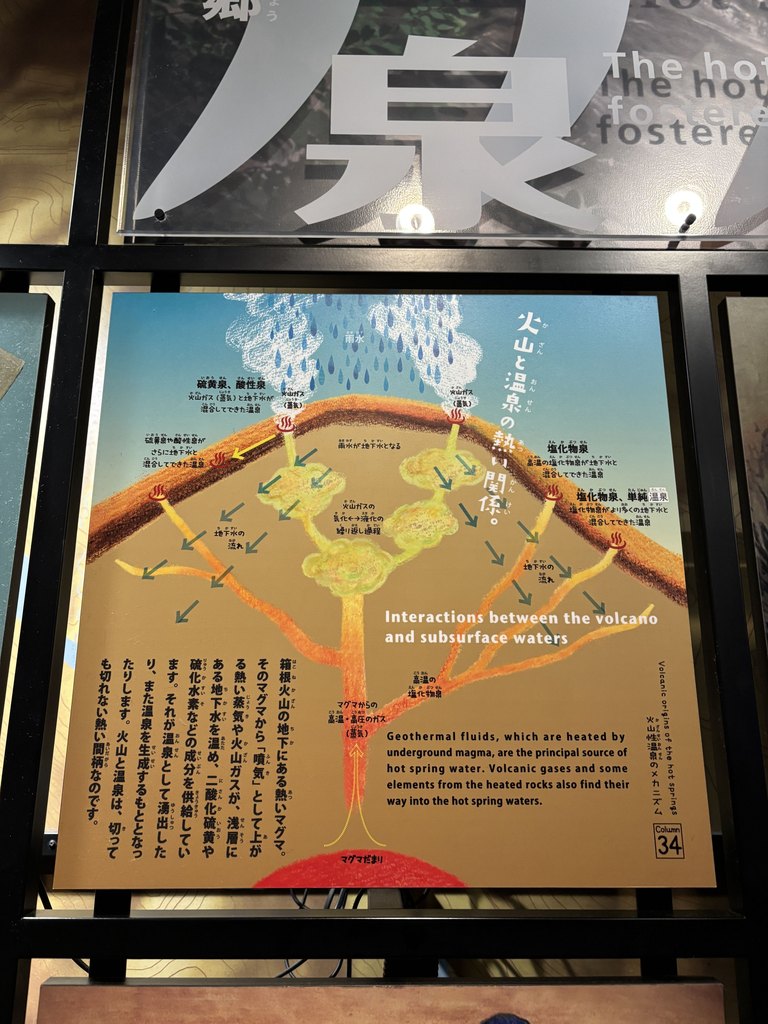 郷
泉
The hot
fostere
雨水
火山と温泉の熱い関係。
硫黄泉、酸性泉
火山ガス(蒸気)と地下水が
混合してできた温泉
火山ガス
(蒸気)
火山ガス
(蒸気)
硫黄泉や酸性泉が
さらに地下水と
混合してできた温泉
雨水が地下水となる
塩化物泉
高温の塩化物泉が地下水と
混合してできた温泉
塩化物泉、単純温泉
塩化物泉がより多くの地下水と
混合してできた温泉
火山ガスの
気化←→液化の
繰り返し過程
地下水の
流れ
地下水の
流れ
Interactions between the volcano
and subsurface waters
高温の
塩化物泉
マグマからの
高温・高圧のガス
(蒸気)
箱根火山の地下にある熱いマグマ。
そのマグマから「噴気」として上が
る熱い蒸気や火山ガスが、浅層に
ある地下水を温め、二酸化硫黄や
硫化水素などの成分を供給してい
ます。それが温泉として湧出した
り、また温泉を生成するもととなっ
たりします。火山と温泉は、切って
も切れない熱い間柄なのです。
Geothermal fluids, which are heated by
underground magma, are the principal source of
hot spring water. Volcanic gases and some
elements from the heated rocks also find their
way into the hot spring waters.
マグマだまり
Volcanic origins of the hot springs
火山性温泉のメカニズム
Column
34